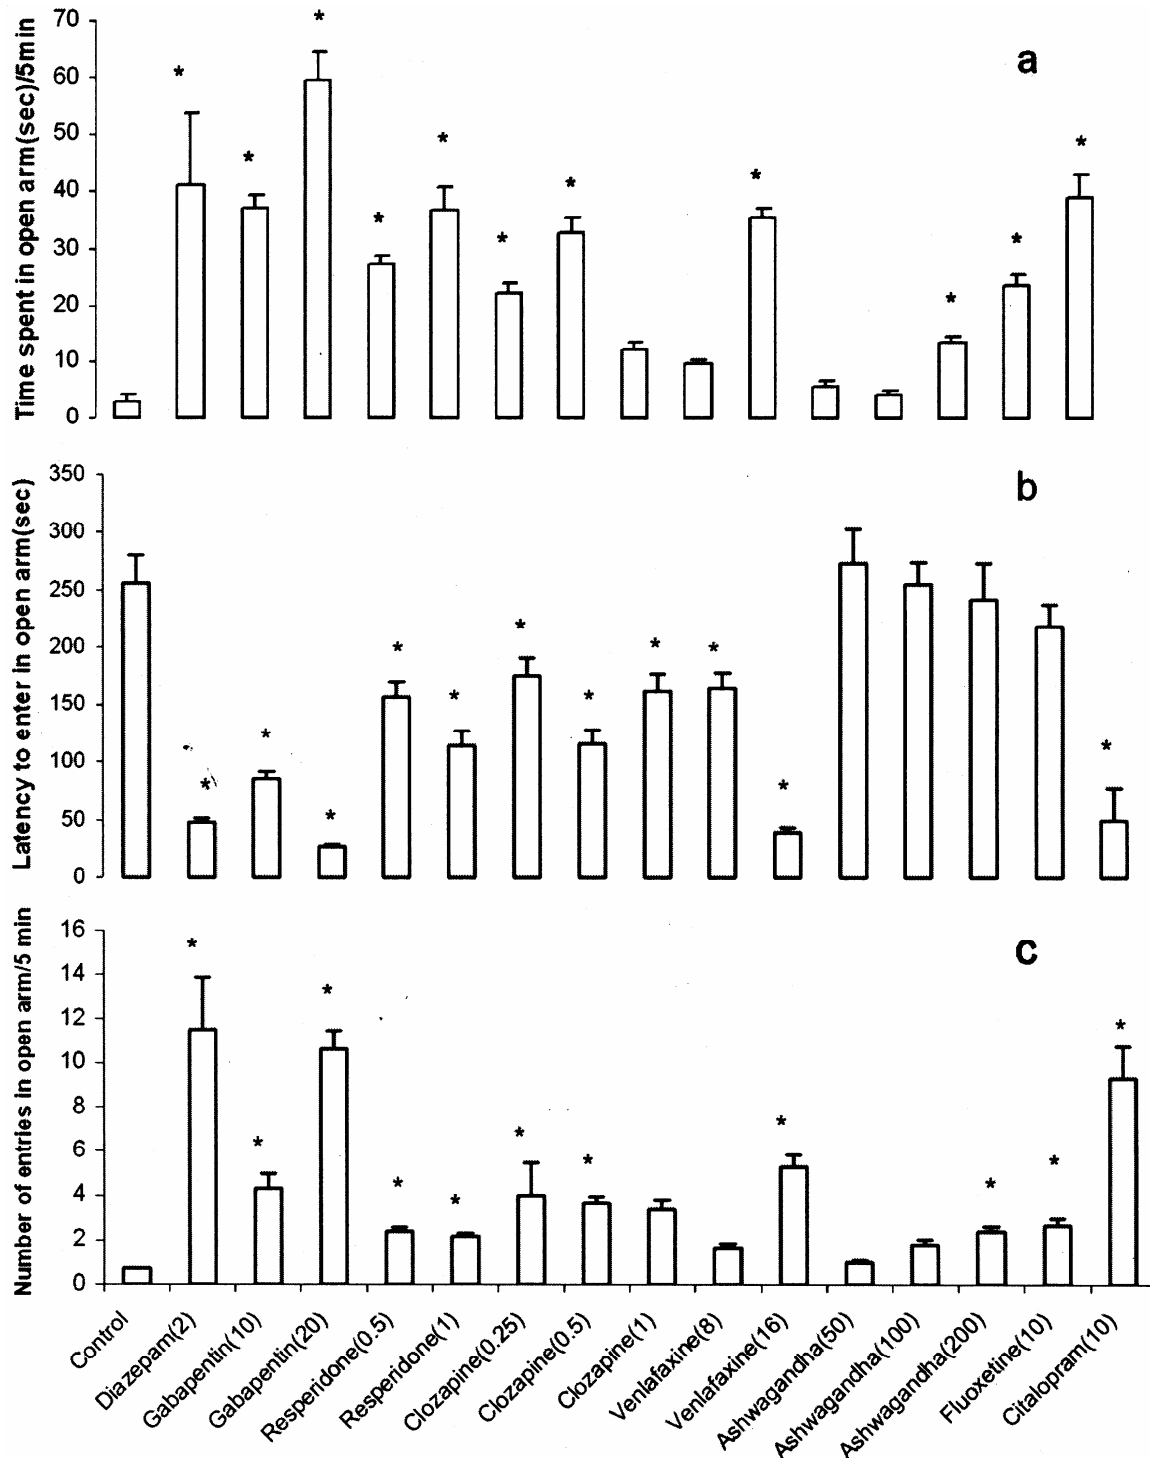 Time spent in open arm(sec)/5min
70
60
50
40
30
20
10
0
* * * * * * * * * * * *
a
Latency to enter in open arm(sec)
350
300
250
200
150
100
50
0
* * * * * * * * * * *
b
Number of entries in open arm/5 min
16
14
12
10
8
6
4
2
0
* * * * * * * * * * *
c
Control
Diazepam(2)
Gabapentin(10)
Gabapentin(20)
Resperidone(0.5)
Resperidone(1)
Clozapine(0.25)
Clozapine(0.5)
Clozapine(1)
Venlafaxine(8)
Venlafaxine(16)
Ashwagandha(50)
Ashwagandha(100)
Ashwagandha(200)
Fluoxetine(10)
Citalopram(10)